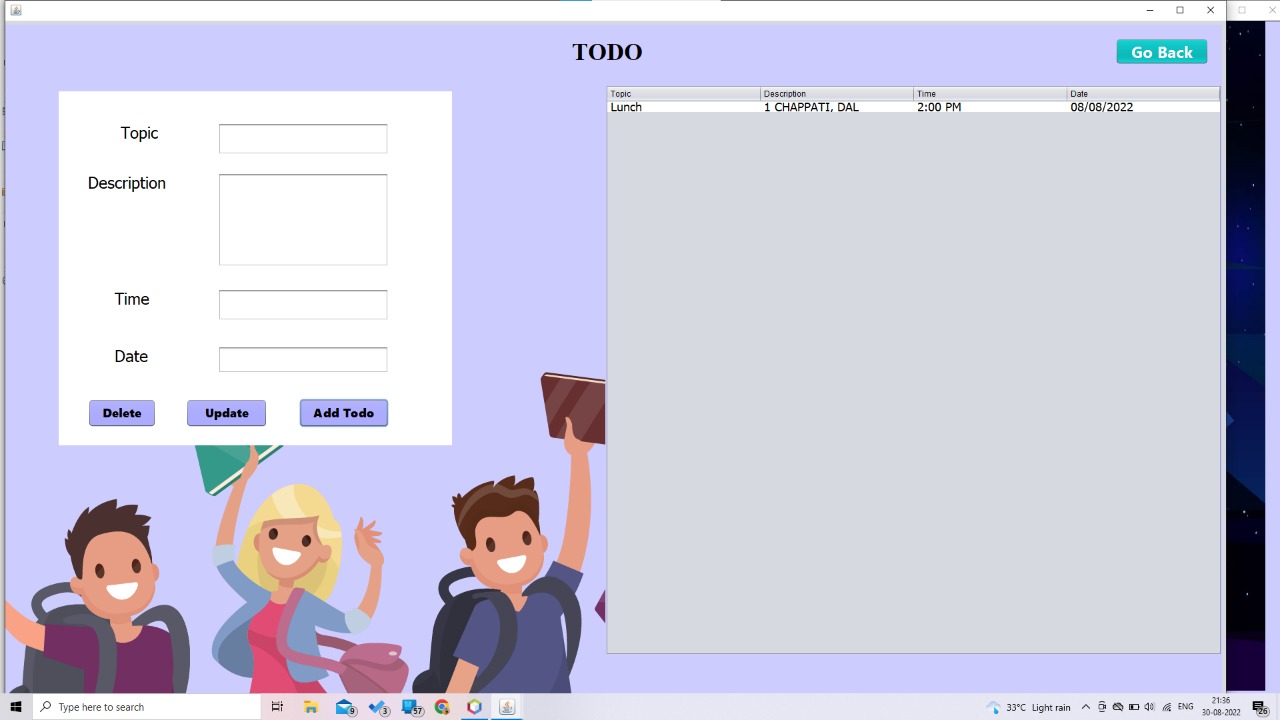 TODO
Go Back
Topic
Description
Time
Date
Delete Update Add Todo
Topic Description Time Date
Lunch 1 CHAPPATI, DAL 2:00 PM 08/08/2022
Type here to search
9
3
57
33°C Light rain
ENG
21:36
30-08-2022
26